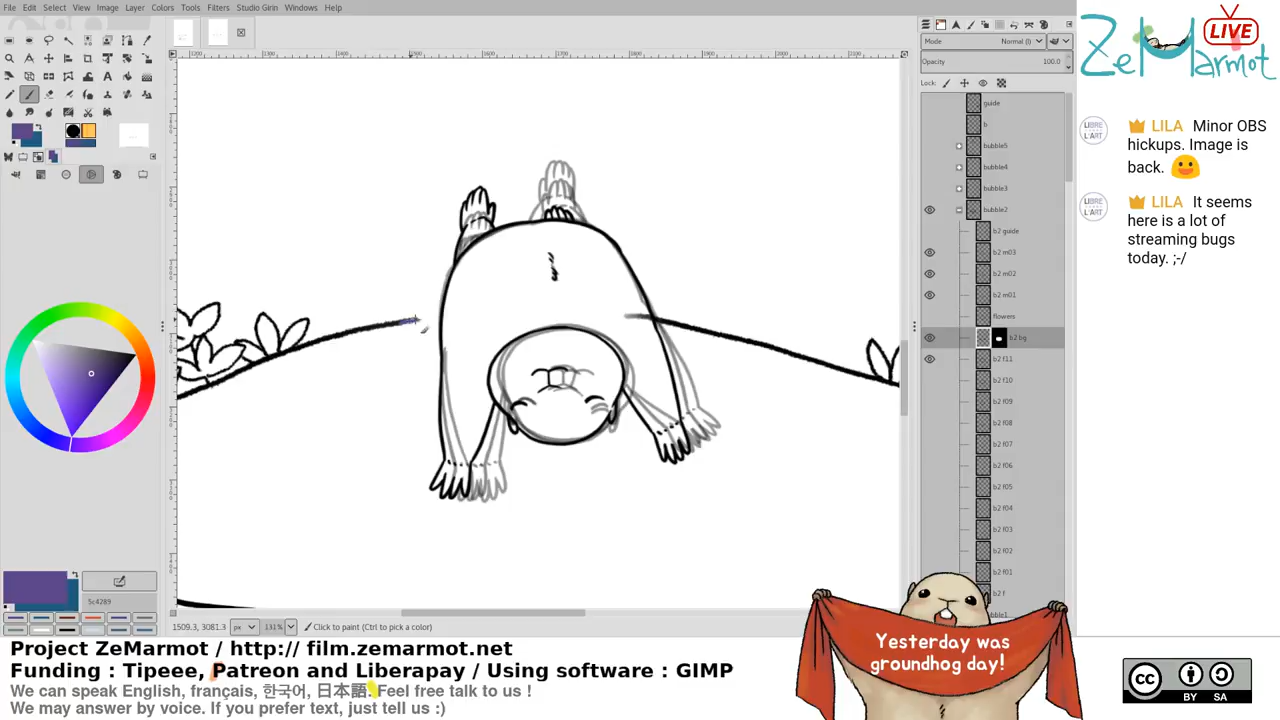 File Edit Select View Image Layer Colors Tools Filters Studio Girin Windows Help
Mode Normal (l)
Opacity 100.0
Lock:
guide
b
bubble5
bubble4
bubble3
bubble2
b2 guide
b2 m03
b2 m02
b2 m01
flowers
b2 bg
b2 f11
b2 f10
b2 f09
b2 f08
b2 f07
b2 f06
b2 f05
b2 f04
b2 f03
b2 f02
b2 f01
b2 f
bubble1
5c4289
1509.3, 3081.3 px 131% Click to paint (Ctrl to pick a color)
LIVE
ZeMarmot
LILA Minor OBS
hickups. Image is
back.
LILA It seems
here is a lot of
streaming bugs
today. ;-/
Project ZeMarmot / http:// film.zemarmot.net
Funding : Tipeee, Patreon and Liberapay / Using software : GIMP
We can speak English, français, 한국어, 日本語. Feel free talk to us !
We may answer by voice. If you prefer text, just tell us :)
Yesterday was
groundhog day!
cc
BY SA